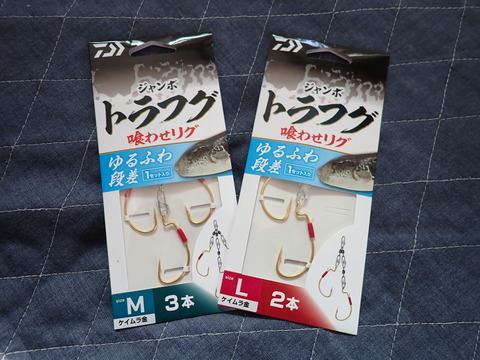 ジャンボ
トラフグ
喰わせリグ
ゆるふわ
段差
1セット入り
size
M
3本
ケイムラ金
ジャンボ
トラフグ
喰わせリグ
ゆるふわ
段差
1セット入り
size
L
2本
ケイムラ金